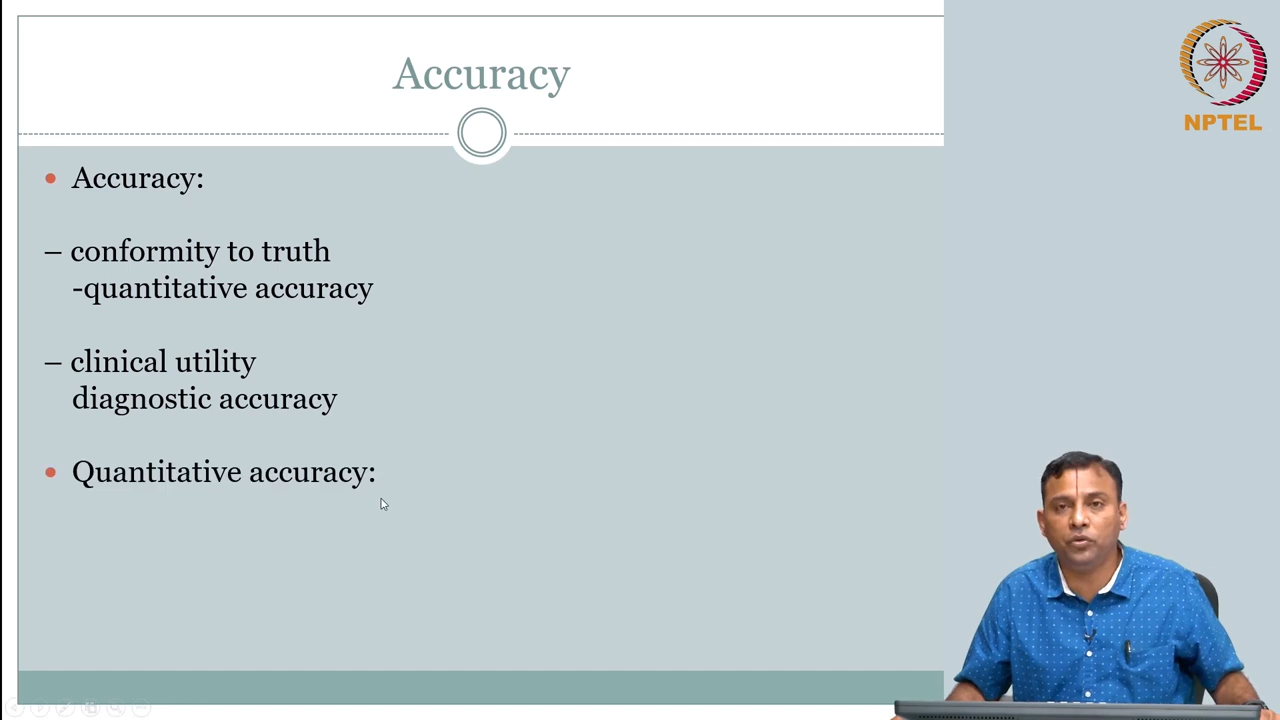 Accuracy
• Accuracy:
– conformity to truth
-quantitative accuracy
– clinical utility
diagnostic accuracy
• Quantitative accuracy:
NPTEL